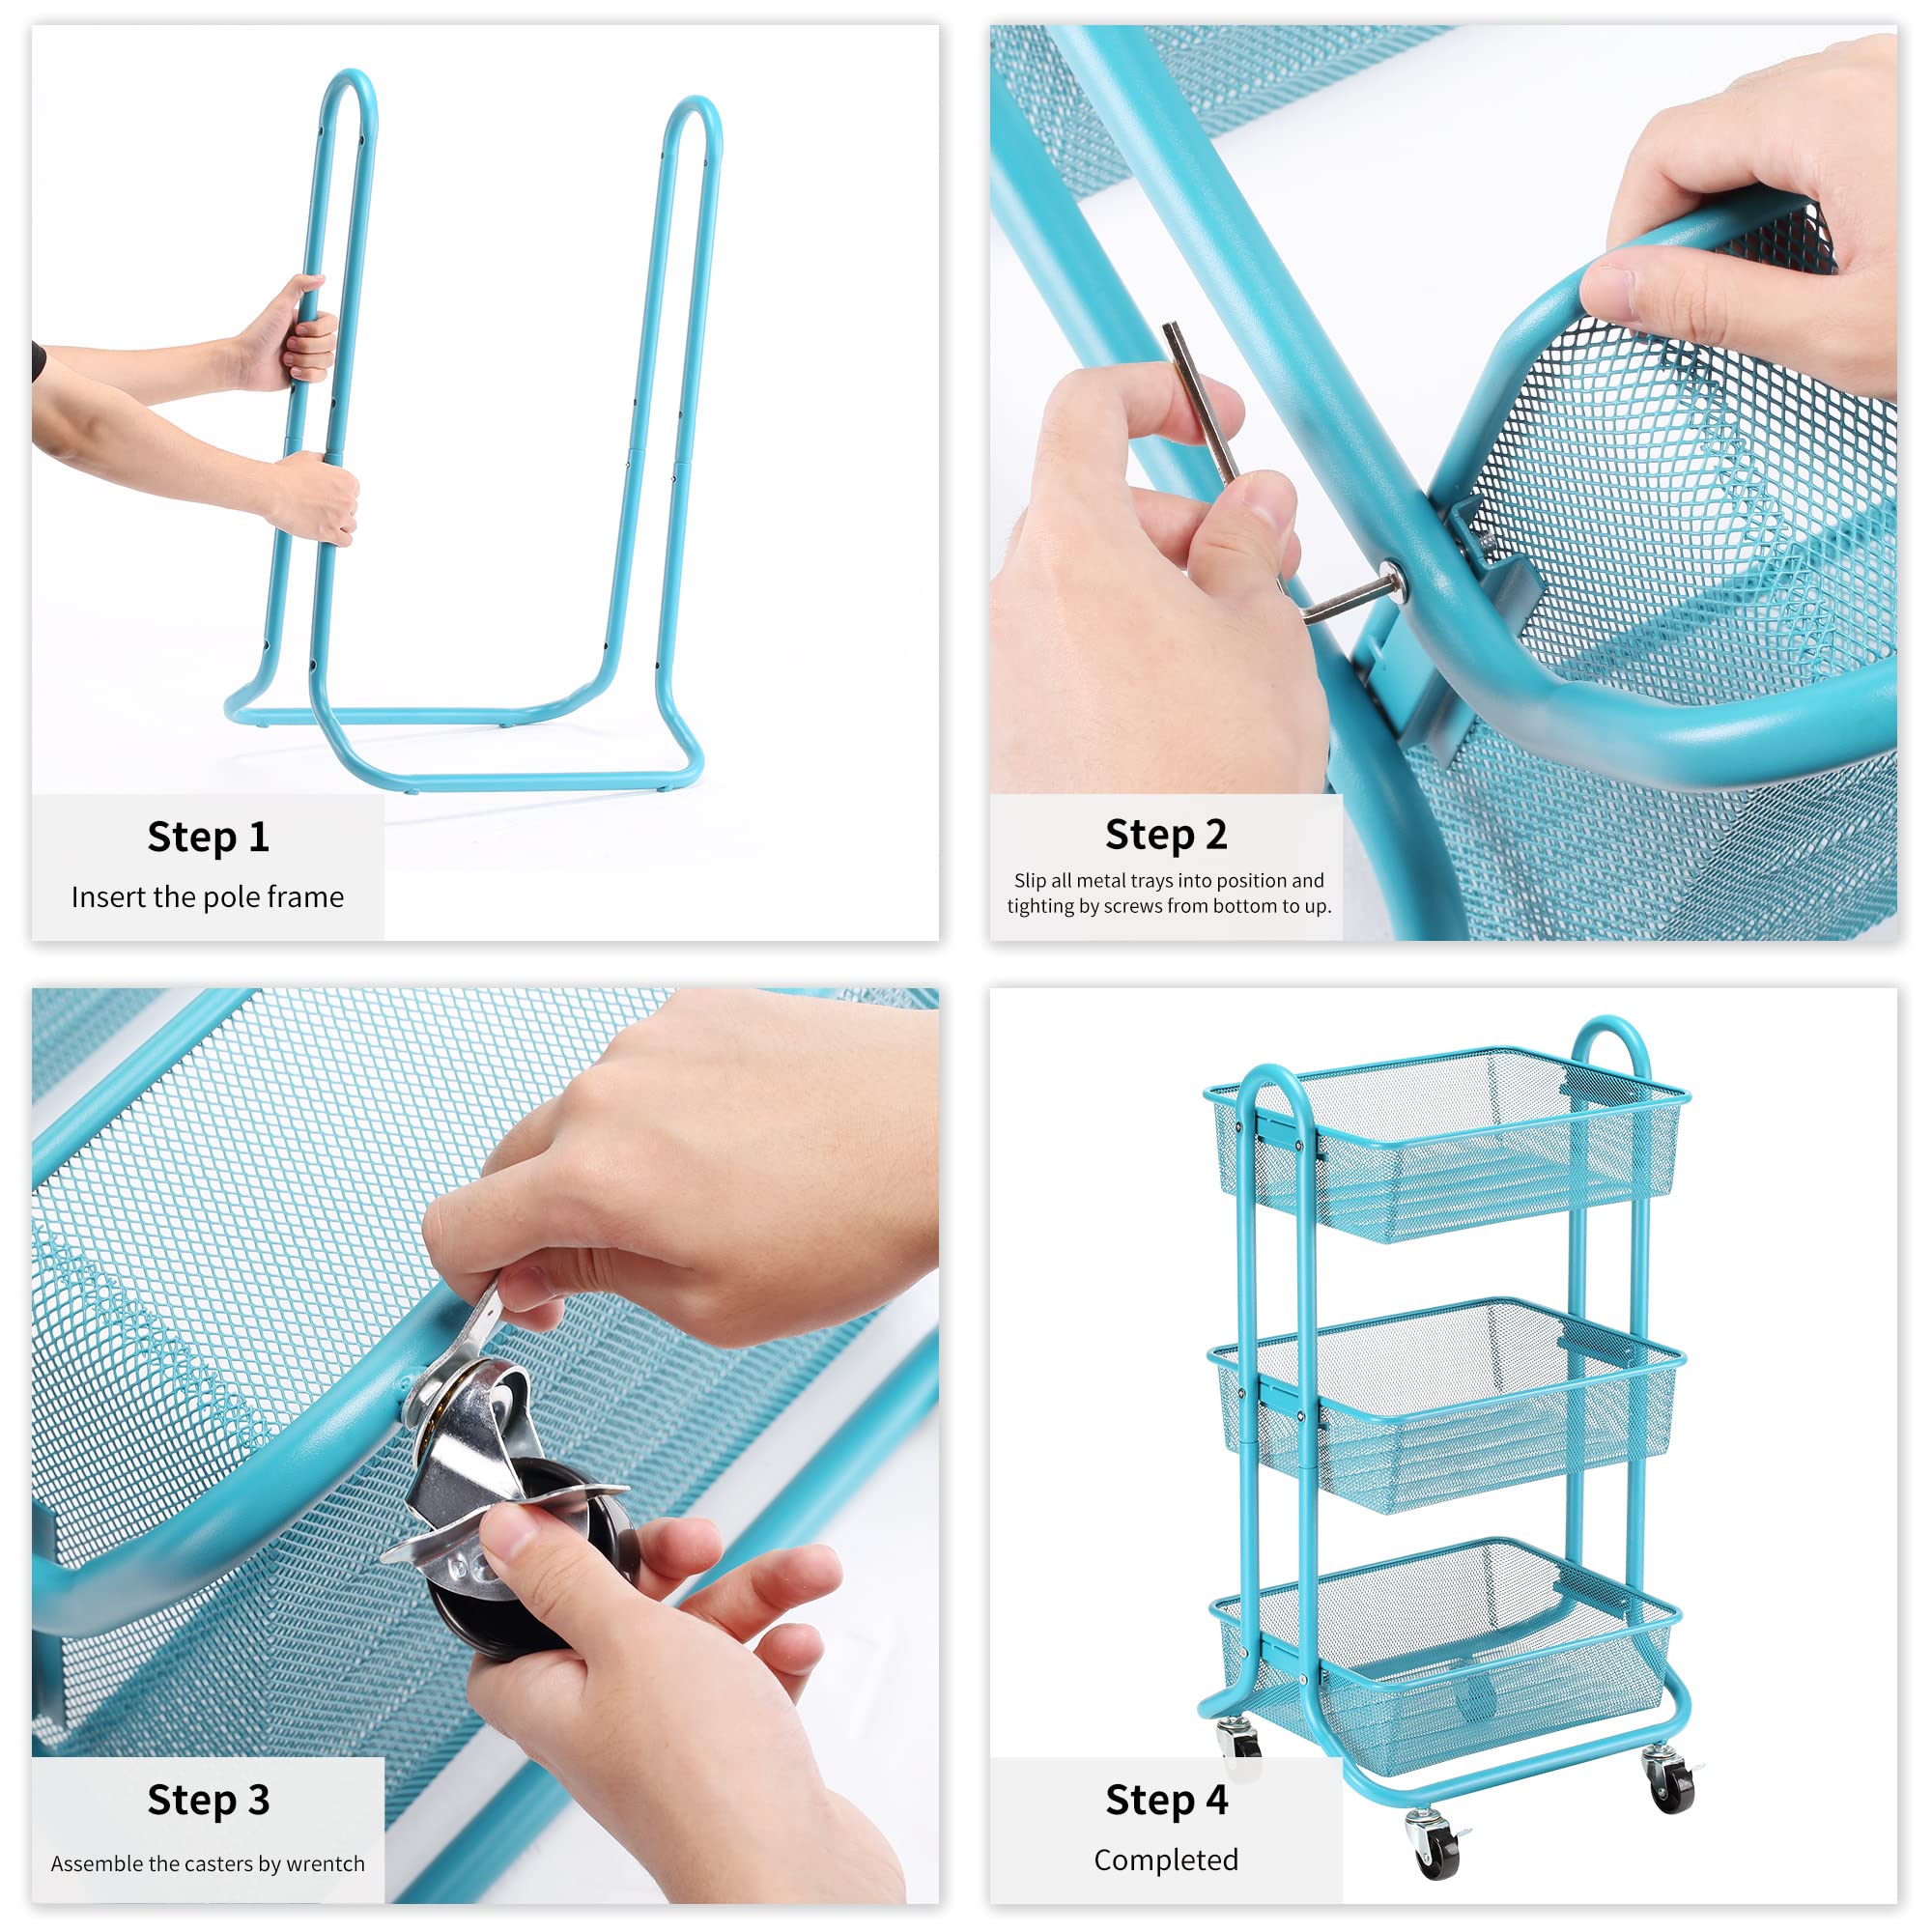 Step 1
Insert the pole frame
Step 2
Slip all metal trays into position and
tighting by screws from bottom to up.
Step 3
Assemble the casters by wrentch
Step 4
Completed